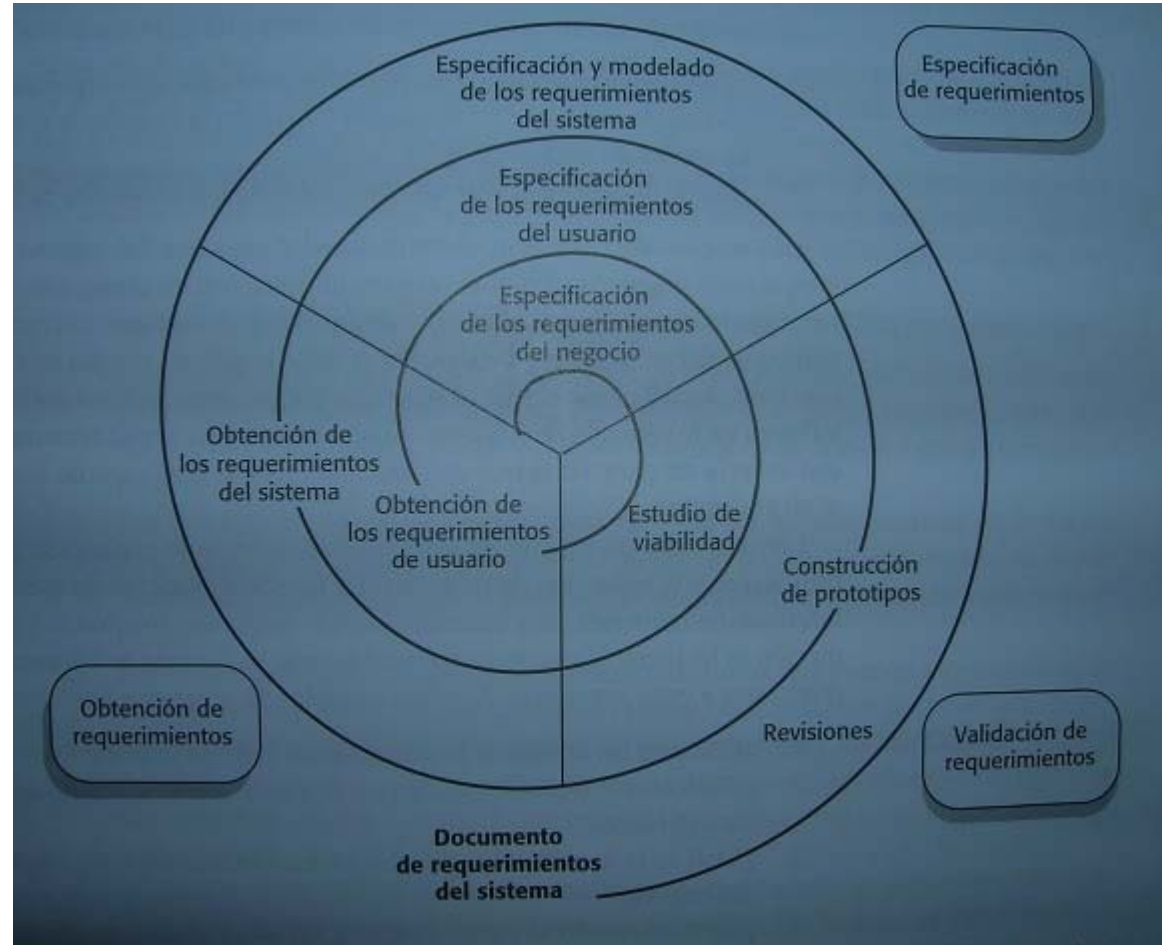 Especificación y modelado
de los requerimientos
del sistema
Especificación
de requerimientos
Especificación
de los requerimientos
del usuario
Especificación
de los requerimientos
del negocio
Obtención de
los requerimientos
del sistema
Obtención de
los requerimientos
de usuario
Estudio de
viabilidad
Construcción
de prototipos
Obtención de
requerimientos
Revisiones
Validación de
requerimientos
Documento
de requerimientos
del sistema